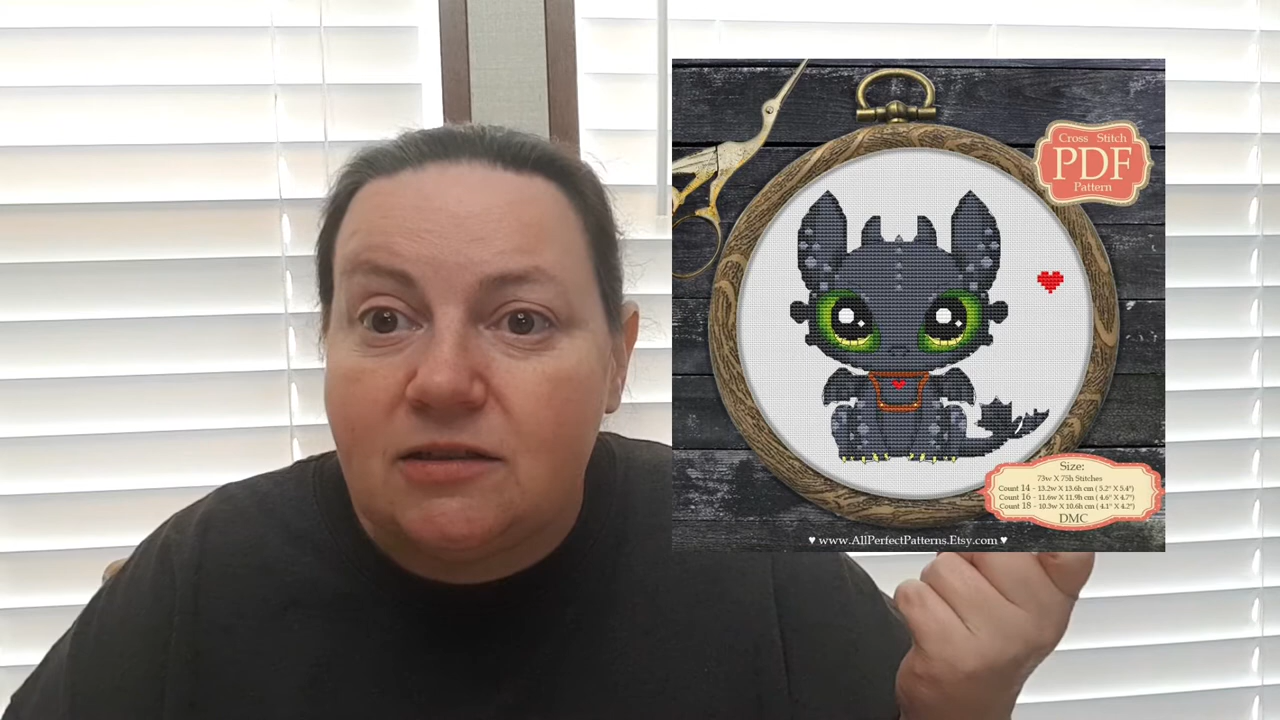 Cross Stitch
PDF
Pattern
Size:
73w X 75h Stitches
Count 14 - 13.2w X 13.6h cm ( 5.2" X 5.4")
Count 16 - 11.6w X 11.9h cm ( 4.6" X 4.7")
Count 18 - 10.3w X 10.6h cm ( 4.1" X 4.2")
DMC
♥ www.AllPerfectPatterns.Etsy.com ♥